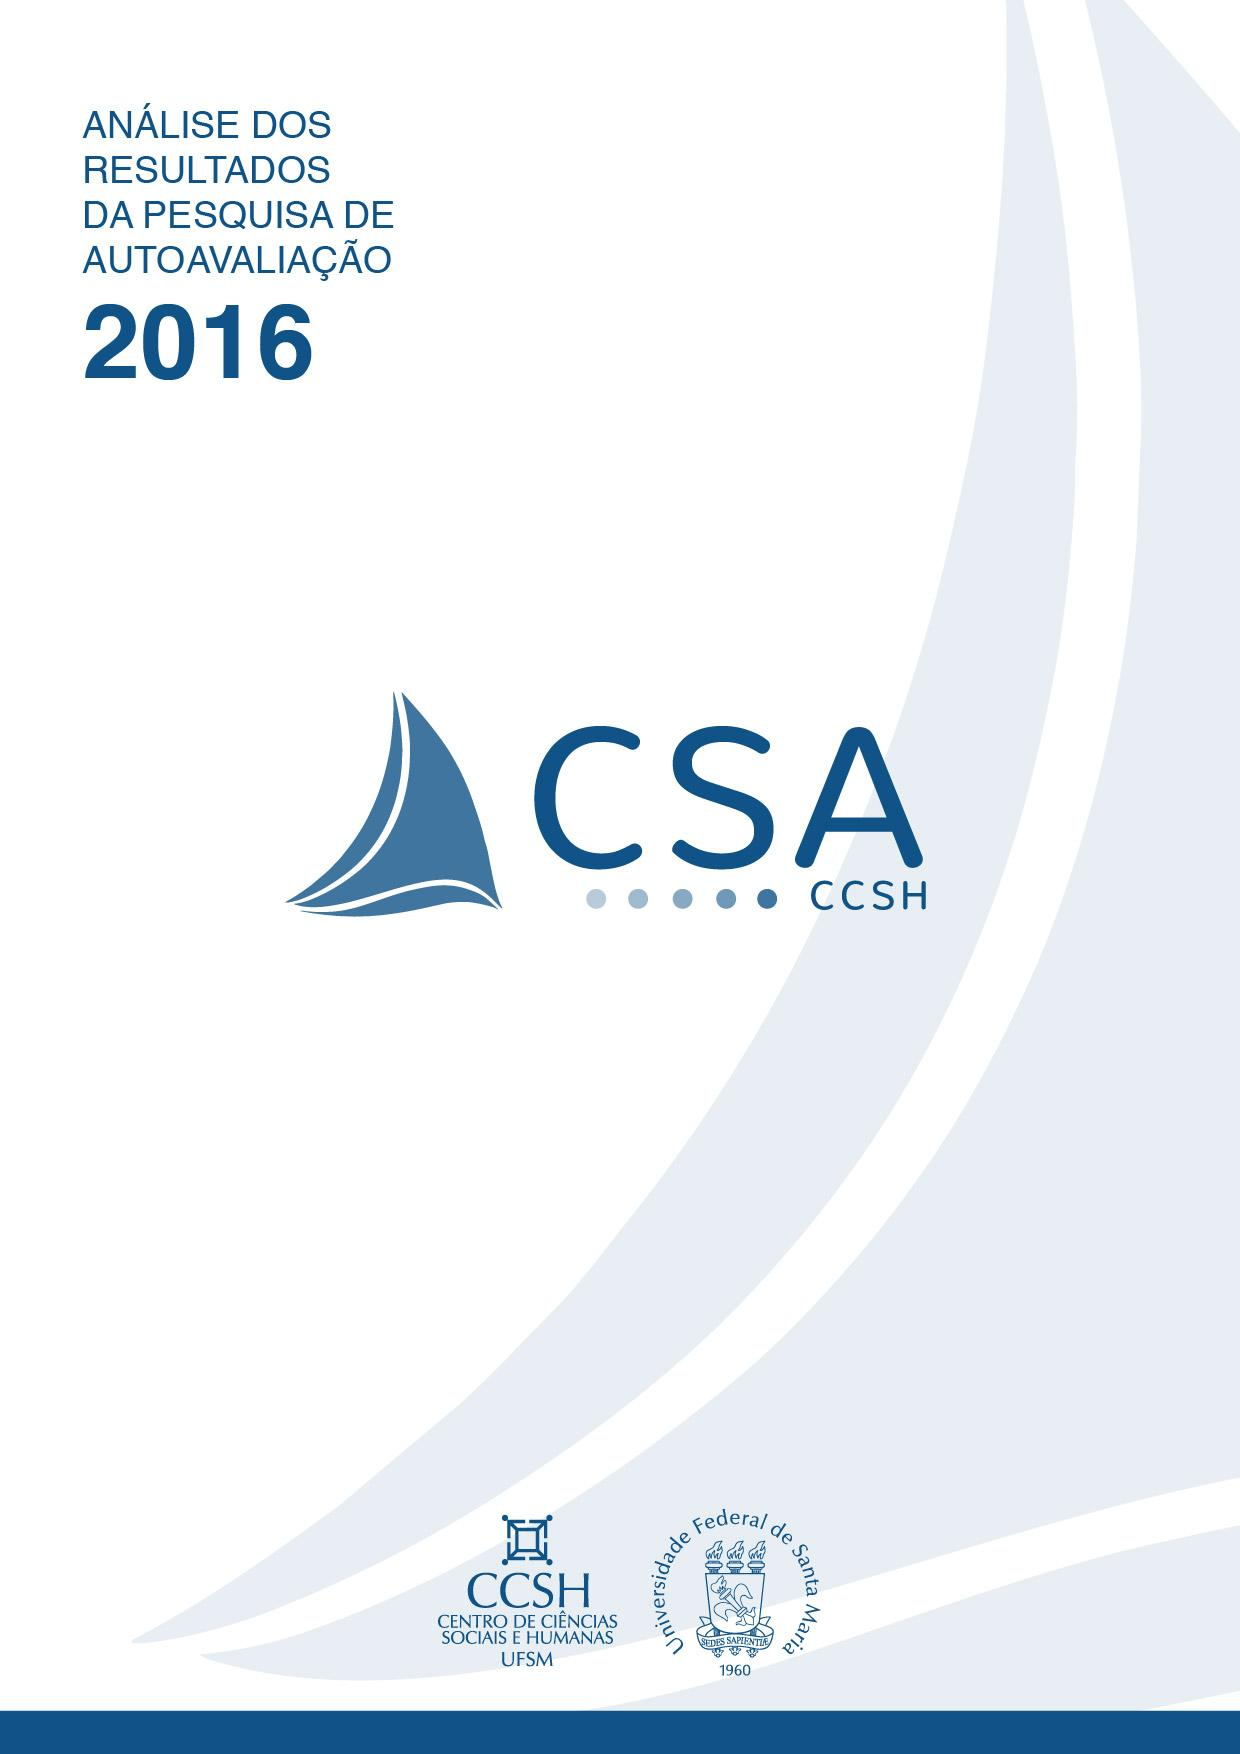 ANÁLISE DOS
RESULTADOS
DA PESQUISA DE
AUTOAVALIAÇÃO
2016
CSA
CCSH
CCSH
CENTRO DE CIÊNCIAS
SOCIAIS E HUMANAS
UFSM
Universidade Federal de Santa Maria
SEDES SAPIENTIÆ
1960